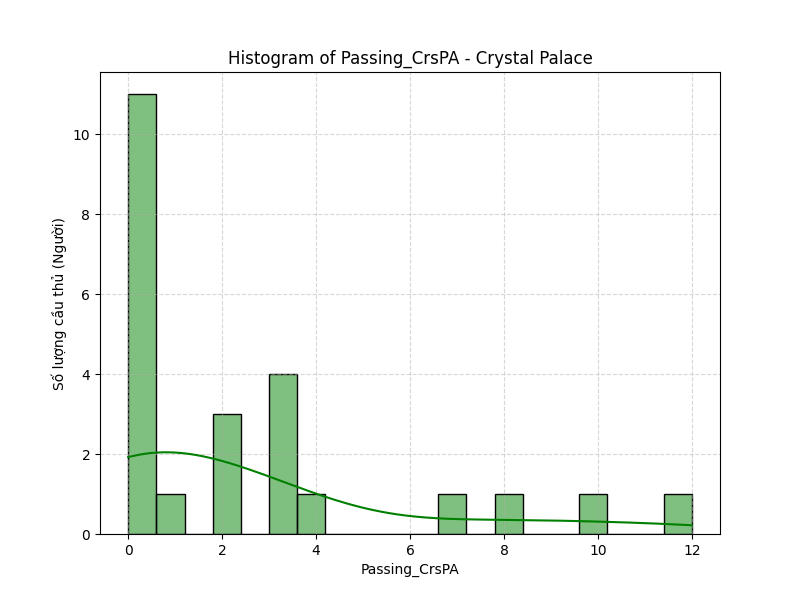 Histogram of Passing_CrsPA - Crystal Palace
Số lượng cầu thủ (Người)
10
8
6
4
2
0
0 2 4 6 8 10 12
Passing_CrsPA